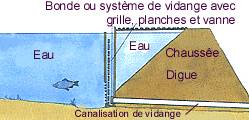 Bonde ou système de vidange avec
grille, planches et vanne
Eau
Eau
Chaussée
Digue
Canalisation de vidange